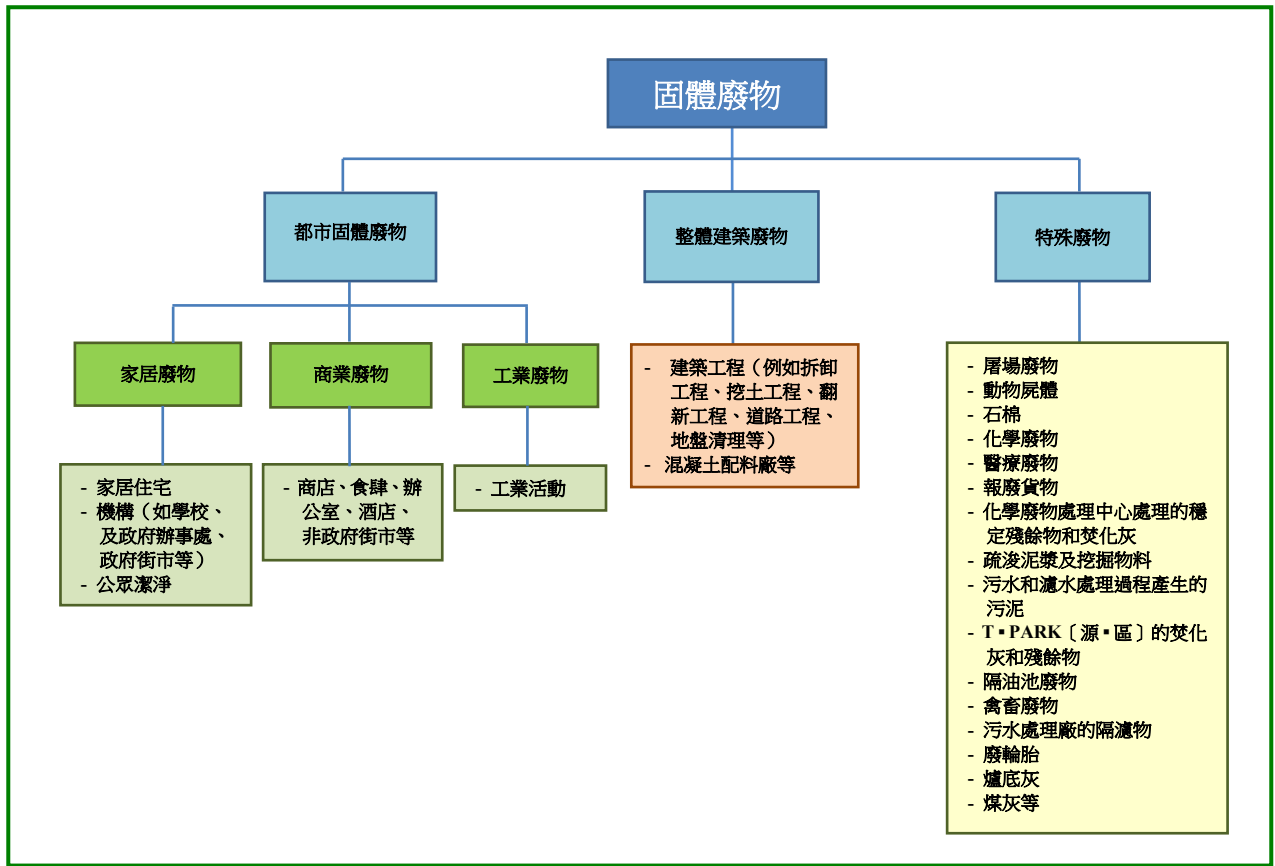 固體廢物
都市固體廢物
整體建築廢物
特殊廢物
家居廢物
商業廢物
工業廢物
- 家居住宅
- 機構（如學校、
及政府辦事處、
政府街市等）
- 公眾潔淨
- 商店、食肆、辦
公室、酒店、
非政府街市等
- 工業活動
- 建築工程（例如拆卸
工程、挖土工程、翻
新工程、道路工程、
地盤清理等）
- 混凝土配料廠等
- 屠場廢物
- 動物屍體
- 石棉
- 化學廢物
- 醫療廢物
- 報廢貨物
- 化學廢物處理中心處理的穩
定殘餘物和焚化灰
- 疏浚泥漿及挖掘物料
- 污水和濾水處理過程產生的
污泥
- T▪PARK〔源▪區〕的焚化
灰和殘餘物
- 隔油池廢物
- 禽畜廢物
- 污水處理廠的隔濾物
- 廢輪胎
- 爐底灰
- 煤灰等